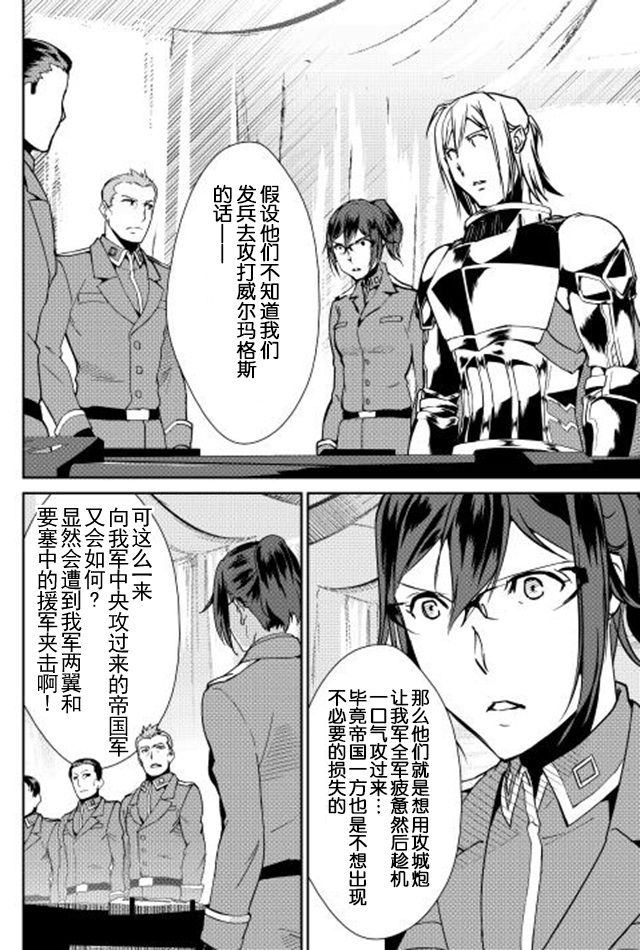 假设他们不知道我们
发兵去攻打威尔玛格斯
的话——
那么他们就是想用攻城炮
让我军全军疲惫然后趁机
一口气攻过来…
毕竟帝国一方也是不想出现
不必要的损失的
可这么一来
向我军中央攻过来的帝国军
又会如何?
显然会遭到我军两翼和
要塞中的援军夹击啊!